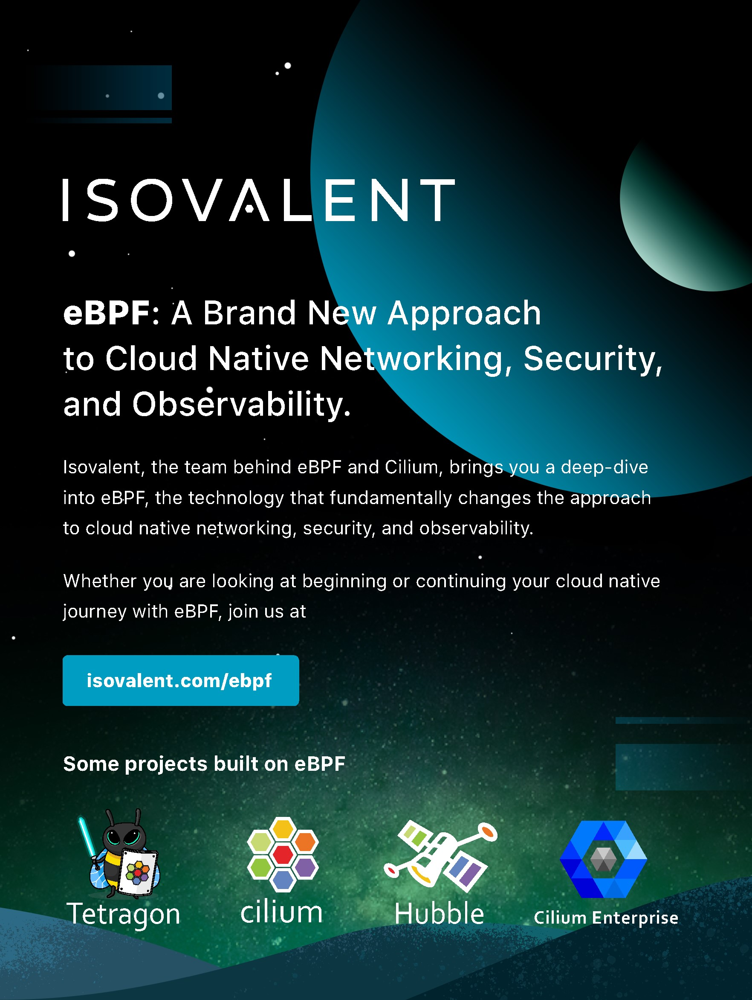 ISOVALENT
eBPF: A Brand New Approach
to Cloud Native Networking, Security,
and Observability.
Isovalent, the team behind eBPF and Cilium, brings you a deep-dive
into eBPF, the technology that fundamentally changes the approach
to cloud native networking, security, and observability.
Whether you are looking at beginning or continuing your cloud native
journey with eBPF, join us at
isovalent.com/ebpf
Some projects built on eBPF
Tetragon
cilium
Hubble
Cilium Enterprise